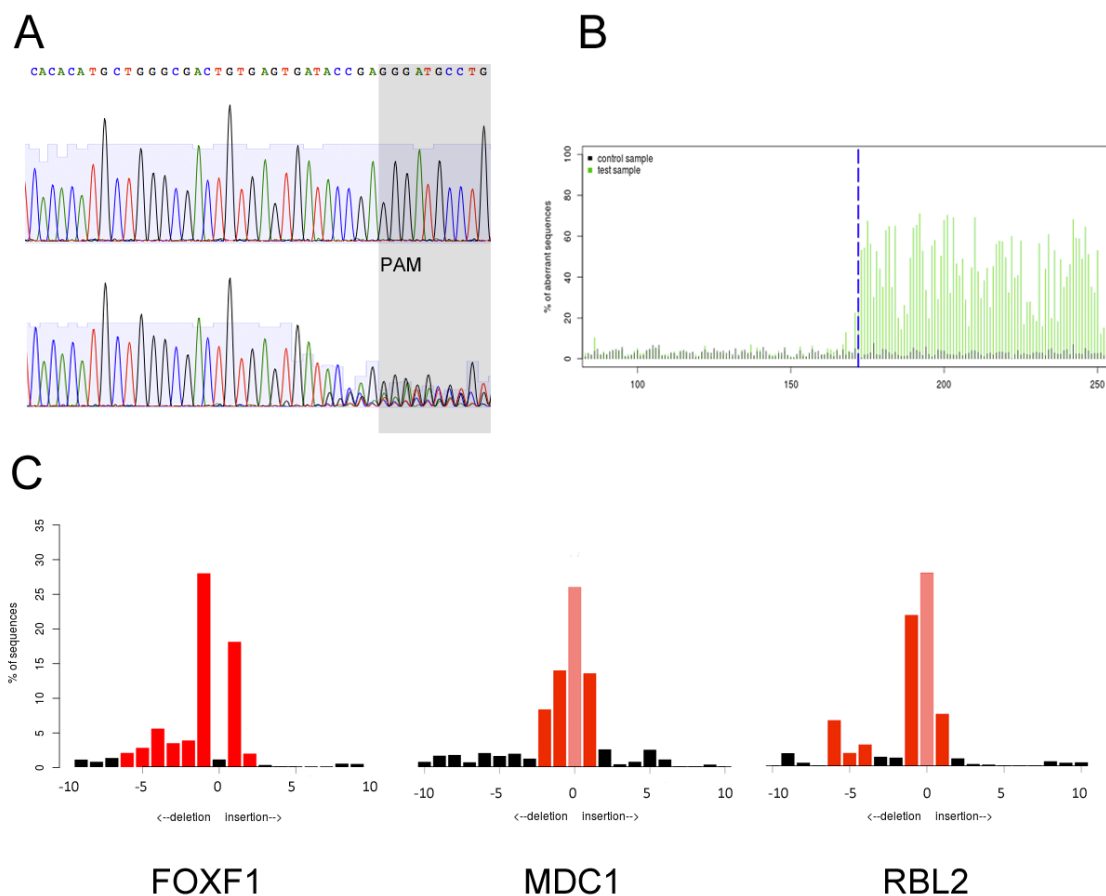 A
B
CACACATGCTGGGCGACTGTGAGTGATACCGAGGGATGCCTG
PAM
control sample
test sample
% of aberrant sequences
100
80
60
40
20
0
100 150 200 250
C
% of sequences
35
30
25
20
15
10
5
0
-10 -5 0 5 10
<--deletion insertion-->
FOXF1
-10 -5 0 5 10
<--deletion insertion-->
MDC1
-10 -5 0 5 10
<--deletion insertion-->
RBL2